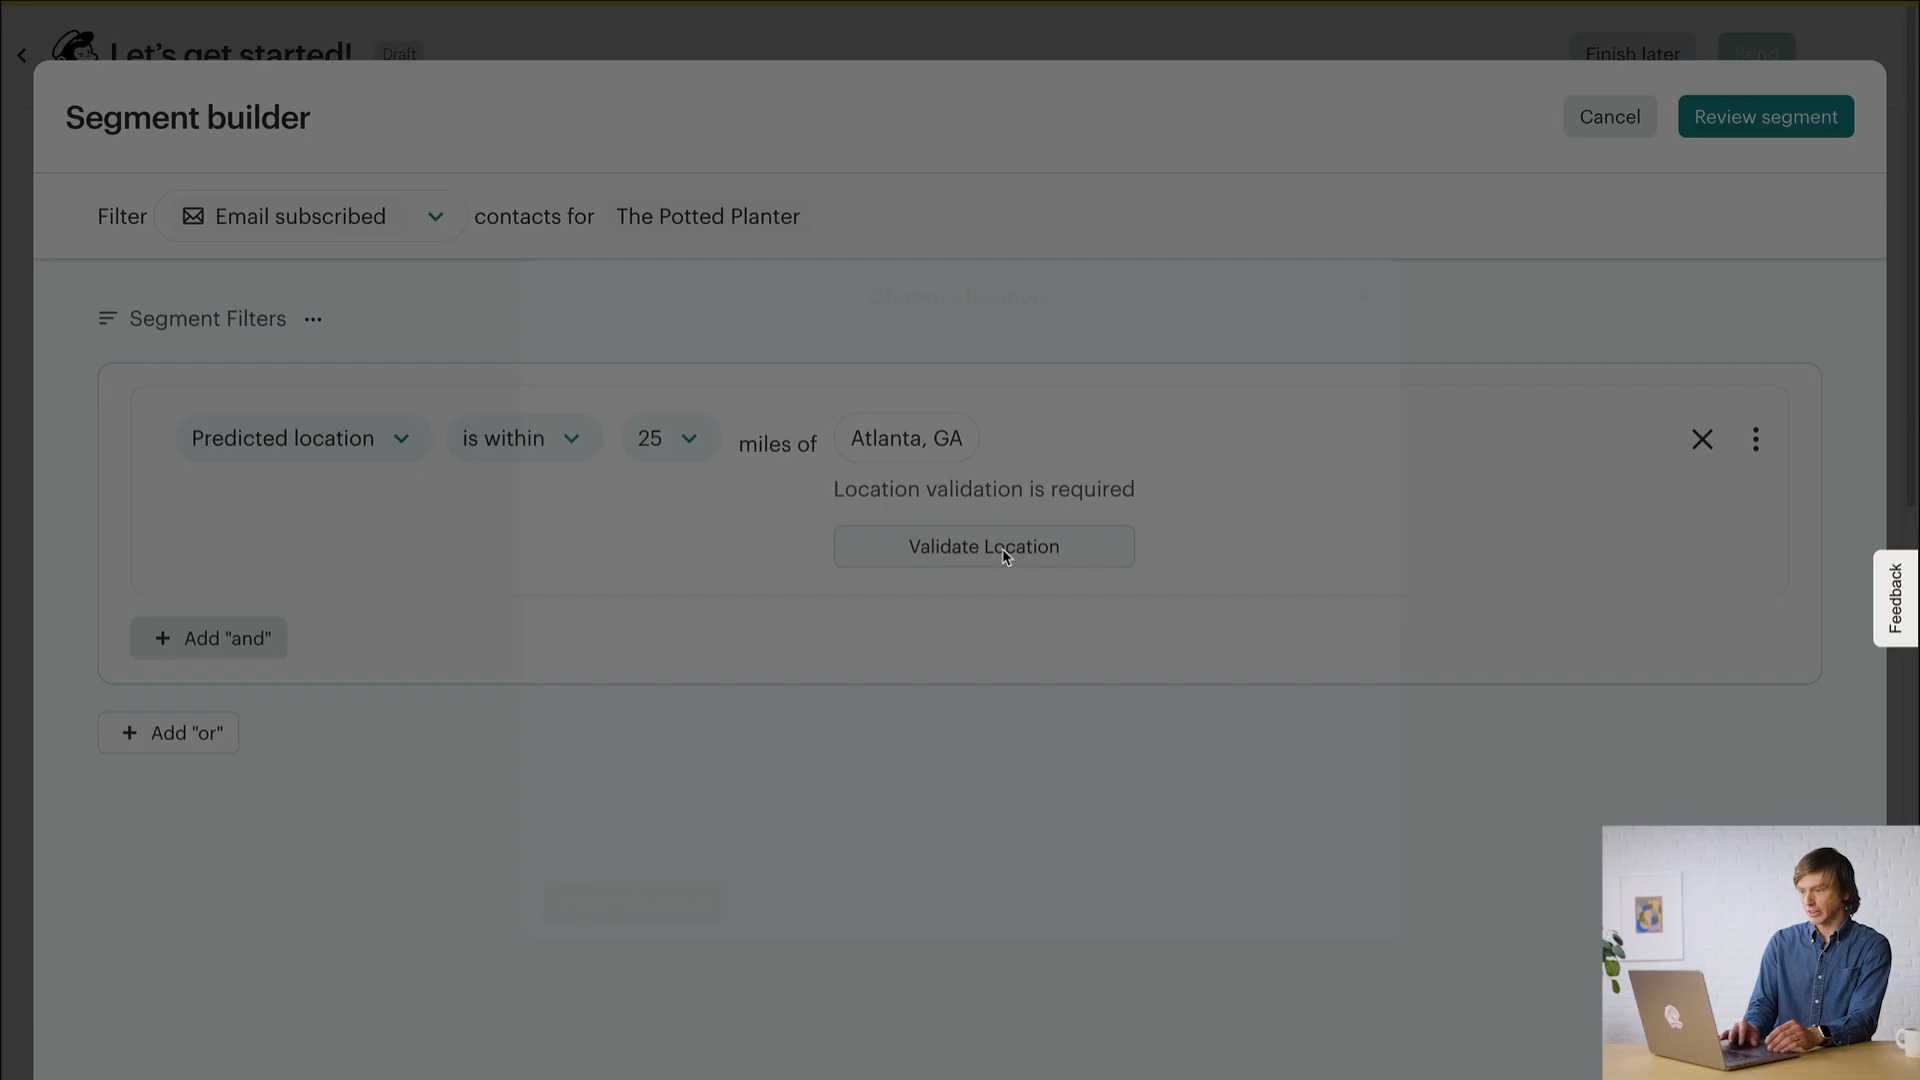 Let's get started!
Draft
Finish later
Send
Segment builder
Cancel
Review segment
Filter
Email subscribed
contacts for
The Potted Planter
Choose a location
Segment Filters
Predicted location
is within
25
miles of
Atlanta, GA
Location validation is required
Validate Location
Add "and"
Feedback
Add "or"